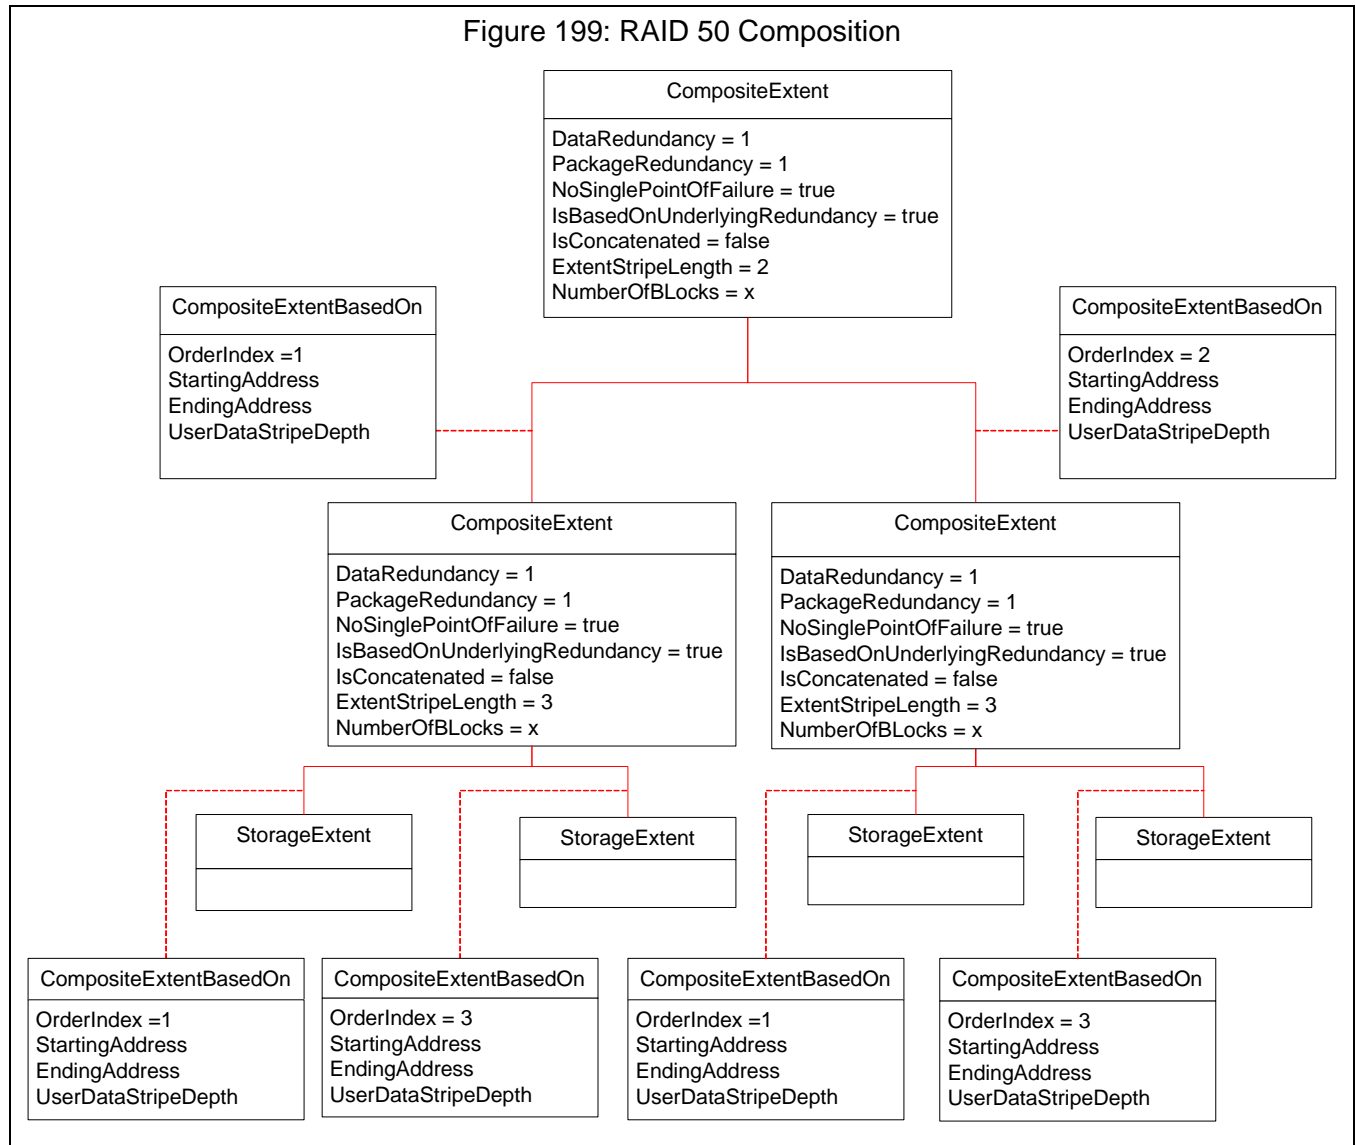 Figure 199: RAID 50 Composition
CompositeExtent
DataRedundancy = 1
PackageRedundancy = 1
NoSinglePointOfFailure = true
IsBasedOnUnderlyingRedundancy = true
IsConcatenated = false
ExtentStripeLength = 2
NumberOfBLocks = x
CompositeExtentBasedOn
OrderIndex =1
StartingAddress
EndingAddress
UserDataStripeDepth
CompositeExtentBasedOn
OrderIndex = 2
StartingAddress
EndingAddress
UserDataStripeDepth
CompositeExtent
DataRedundancy = 1
PackageRedundancy = 1
NoSinglePointOfFailure = true
IsBasedOnUnderlyingRedundancy = true
IsConcatenated = false
ExtentStripeLength = 3
NumberOfBLocks = x
CompositeExtent
DataRedundancy = 1
PackageRedundancy = 1
NoSinglePointOfFailure = true
IsBasedOnUnderlyingRedundancy = true
IsConcatenated = false
ExtentStripeLength = 3
NumberOfBLocks = x
StorageExtent
StorageExtent
StorageExtent
StorageExtent
CompositeExtentBasedOn
OrderIndex =1
StartingAddress
EndingAddress
UserDataStripeDepth
CompositeExtentBasedOn
OrderIndex = 3
StartingAddress
EndingAddress
UserDataStripeDepth
CompositeExtentBasedOn
OrderIndex =1
StartingAddress
EndingAddress
UserDataStripeDepth
CompositeExtentBasedOn
OrderIndex = 3
StartingAddress
EndingAddress
UserDataStripeDepth